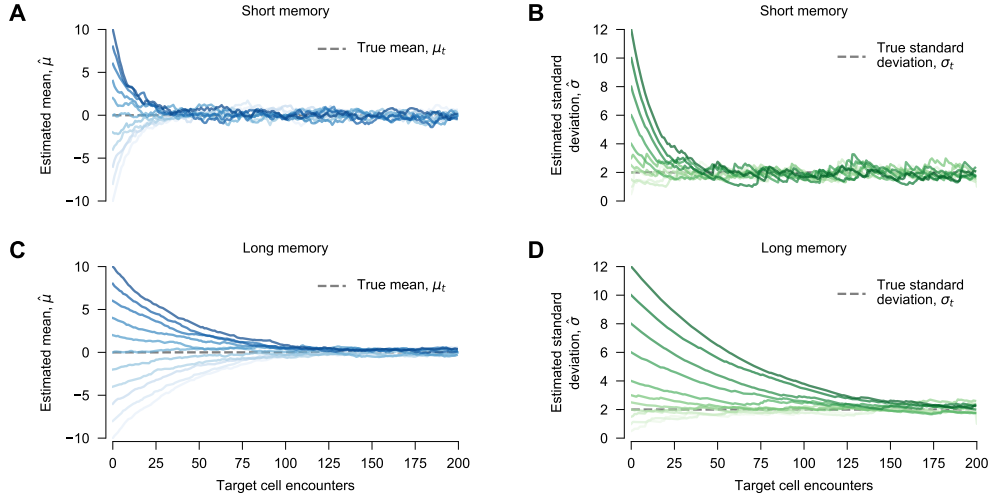 A
Short memory
Estimated mean, μ̂
10
5
0
−5
−10
True mean, μₜ
B
Short memory
Estimated standard
deviation, σ̂
12
10
8
6
4
2
0
True standard
deviation, σₜ
C
Long memory
Estimated mean, μ̂
10
5
0
−5
−10
True mean, μₜ
0 25 50 75 100 125 150 175 200
Target cell encounters
D
Long memory
Estimated standard
deviation, σ̂
12
10
8
6
4
2
0
True standard
deviation, σₜ
0 25 50 75 100 125 150 175 200
Target cell encounters